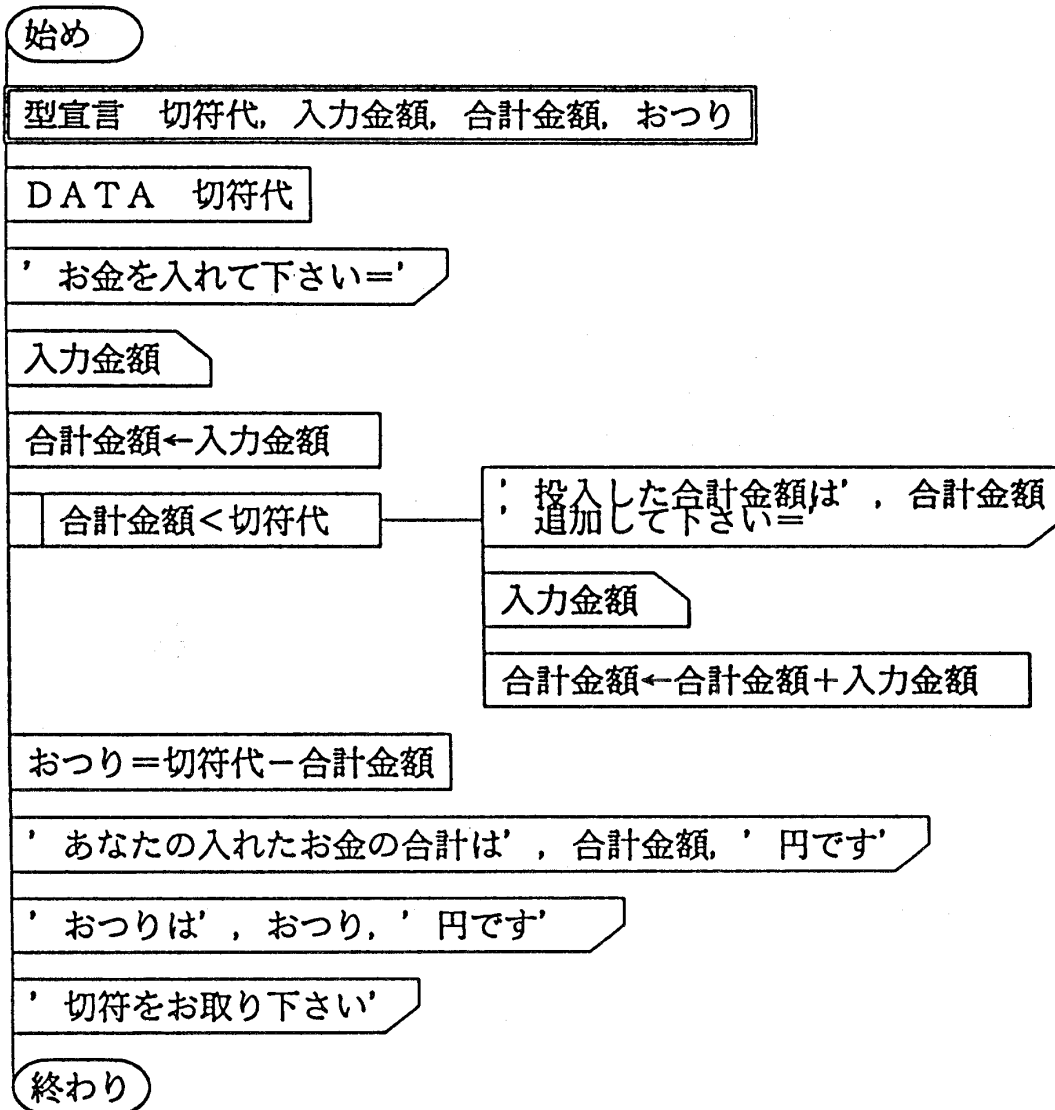 始め
型宣言 切符代, 入力金額, 合計金額, おつり
DATA 切符代
' お金を入れて下さい='
入力金額
合計金額←入力金額
合計金額<切符代
' 投入した合計金額は' , 合計金額
' 追加して下さい='
入力金額
合計金額←合計金額+入力金額
おつり=切符代-合計金額
' あなたの入れたお金の合計は' , 合計金額, ' 円です'
' おつりは' , おつり, ' 円です'
' 切符をお取り下さい'
終わり